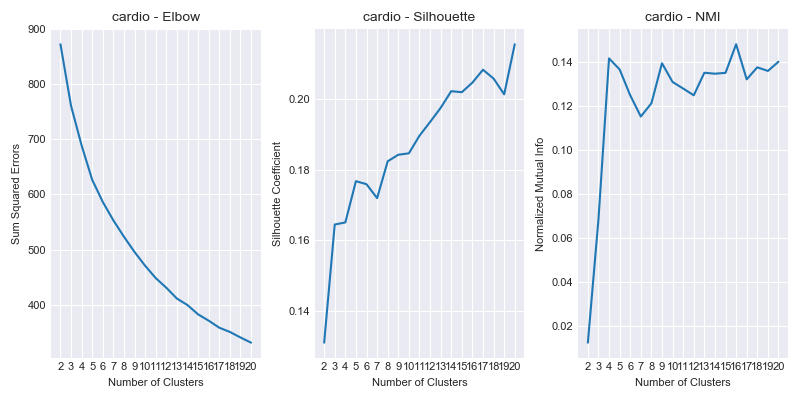 cardio - Elbow
900
800
700
600
500
400
Sum Squared Errors
2 3 4 5 6 7 8 9 10 11 12 13 14 15 16 17 18 19 20
Number of Clusters
cardio - Silhouette
0.20
0.18
0.16
0.14
Silhouette Coefficient
2 3 4 5 6 7 8 9 10 11 12 13 14 15 16 17 18 19 20
Number of Clusters
cardio - NMI
0.14
0.12
0.10
0.08
0.06
0.04
0.02
Normalized Mutual Info
2 3 4 5 6 7 8 9 10 11 12 13 14 15 16 17 18 19 20
Number of Clusters